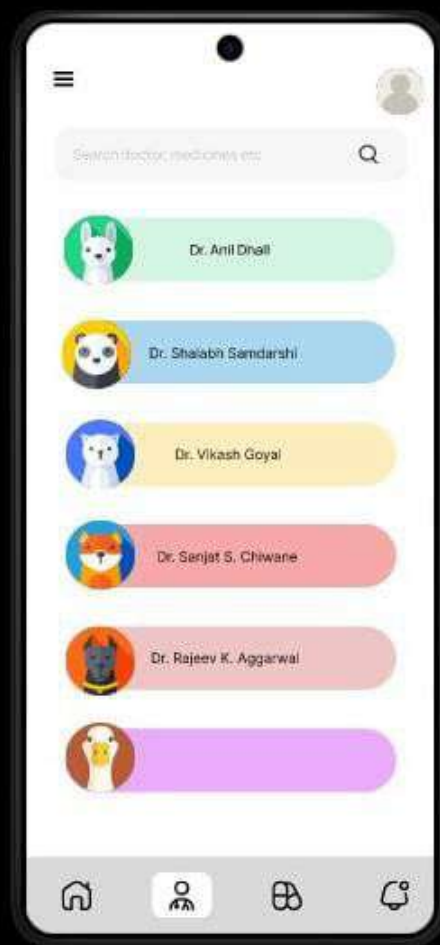 Search doctor, medicines etc
Dr. Anil Dhall
Dr. Shalabh Samdarshi
Dr. Vikash Goyal
Dr. Sanjat S. Chiwane
Dr. Rajeev K. Aggarwal